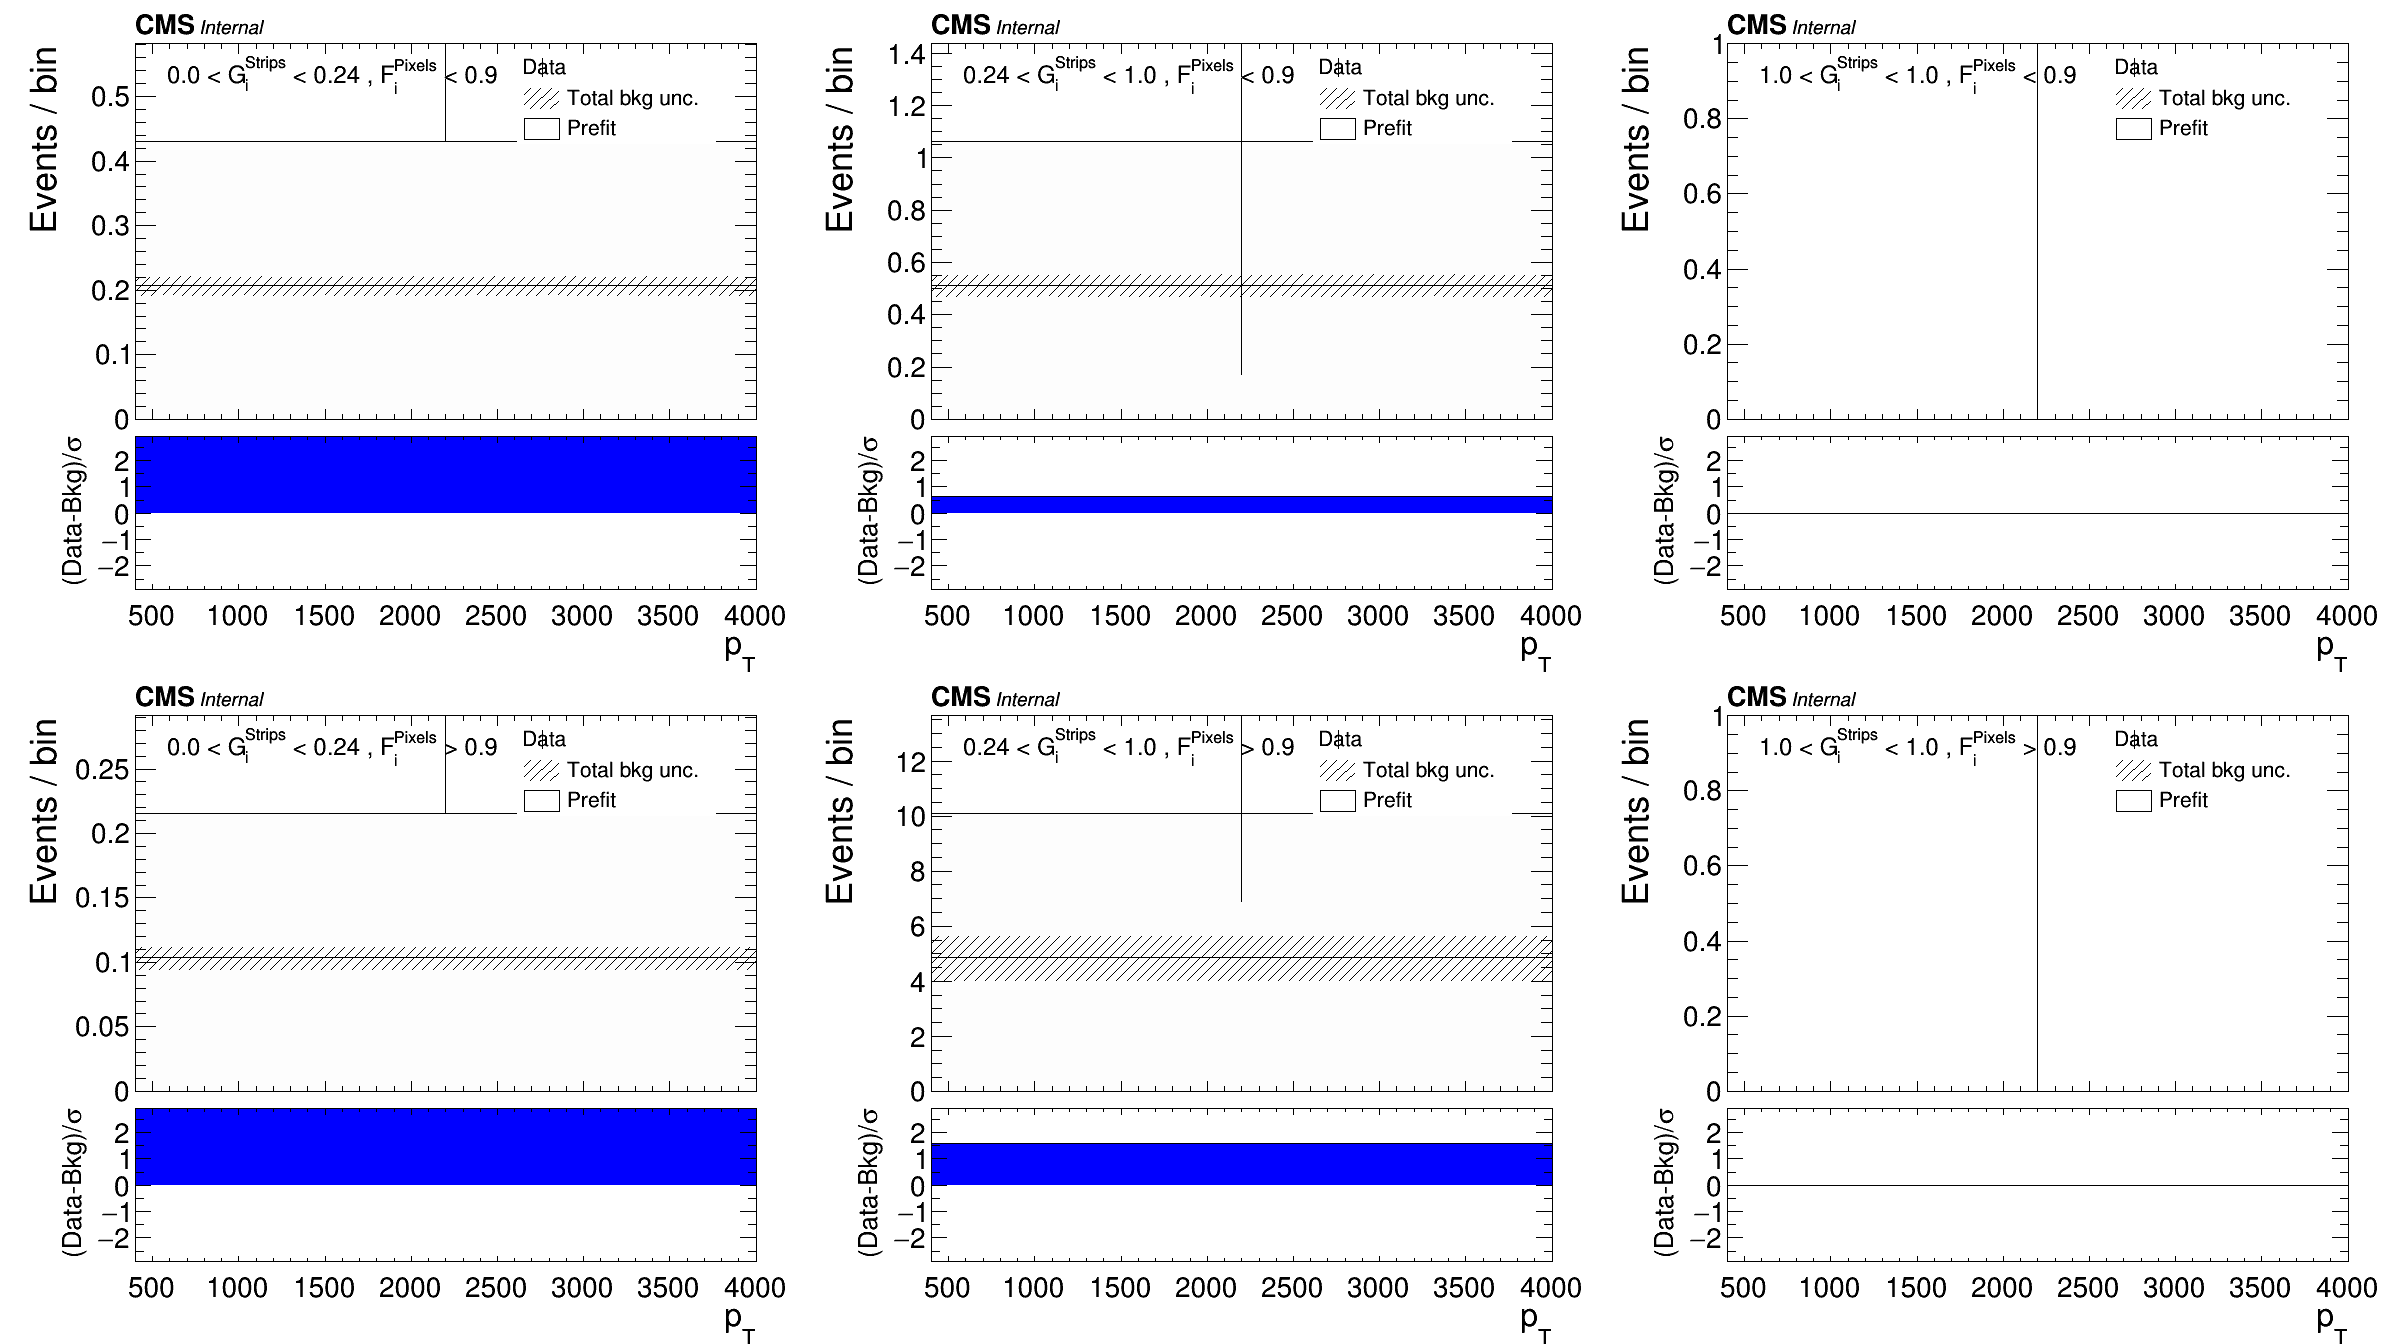 CMS Internal
Events / bin
0.0 < G_i^Strips < 0.24 , F_i^Pixels < 0.9
Data
Total bkg unc.
Prefit
0.5
0.4
0.3
0.2
0.1
0
(Data-Bkg)/σ
2
1
0
−1
−2
500 1000 1500 2000 2500 3000 3500 4000
p_T
CMS Internal
Events / bin
0.24 < G_i^Strips < 1.0 , F_i^Pixels < 0.9
Data
Total bkg unc.
Prefit
1.4
1.2
1
0.8
0.6
0.4
0.2
0
(Data-Bkg)/σ
2
1
0
−1
−2
500 1000 1500 2000 2500 3000 3500 4000
p_T
CMS Internal
Events / bin
1.0 < G_i^Strips < 1.0 , F_i^Pixels < 0.9
Data
Total bkg unc.
Prefit
1
0.8
0.6
0.4
0.2
0
(Data-Bkg)/σ
2
1
0
−1
−2
500 1000 1500 2000 2500 3000 3500 4000
p_T
CMS Internal
Events / bin
0.0 < G_i^Strips < 0.24 , F_i^Pixels > 0.9
Data
Total bkg unc.
Prefit
0.25
0.2
0.15
0.1
0.05
0
(Data-Bkg)/σ
2
1
0
−1
−2
500 1000 1500 2000 2500 3000 3500 4000
p_T
CMS Internal
Events / bin
0.24 < G_i^Strips < 1.0 , F_i^Pixels > 0.9
Data
Total bkg unc.
Prefit
12
10
8
6
4
2
0
(Data-Bkg)/σ
2
1
0
−1
−2
500 1000 1500 2000 2500 3000 3500 4000
p_T
CMS Internal
Events / bin
1.0 < G_i^Strips < 1.0 , F_i^Pixels > 0.9
Data
Total bkg unc.
Prefit
1
0.8
0.6
0.4
0.2
0
(Data-Bkg)/σ
2
1
0
−1
−2
500 1000 1500 2000 2500 3000 3500 4000
p_T